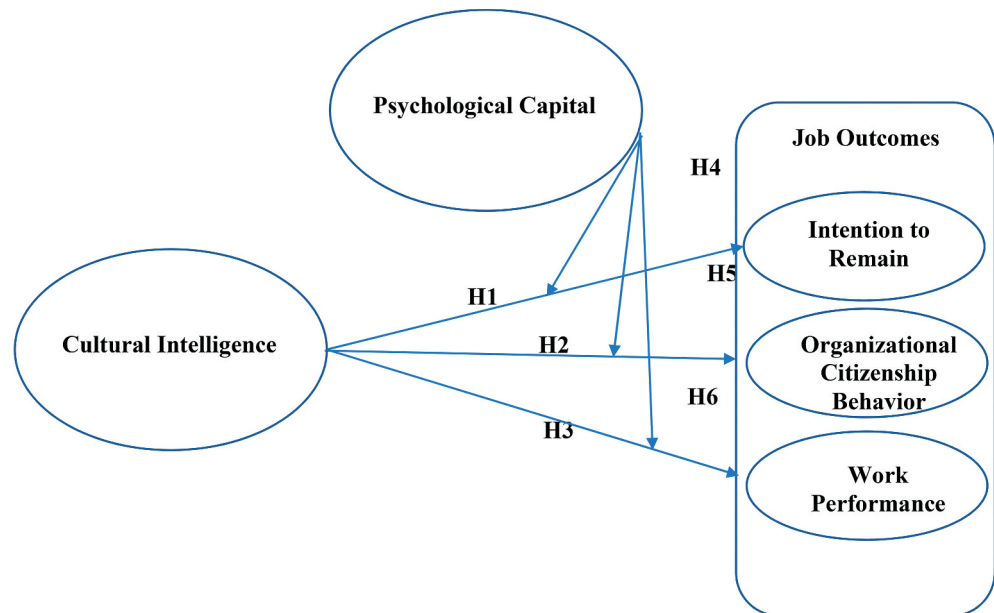 Psychological Capital
Job Outcomes
H4
Intention to
Remain
H5
H1
Cultural Intelligence
H2
Organizational
Citizenship
Behavior
H6
H3
Work
Performance